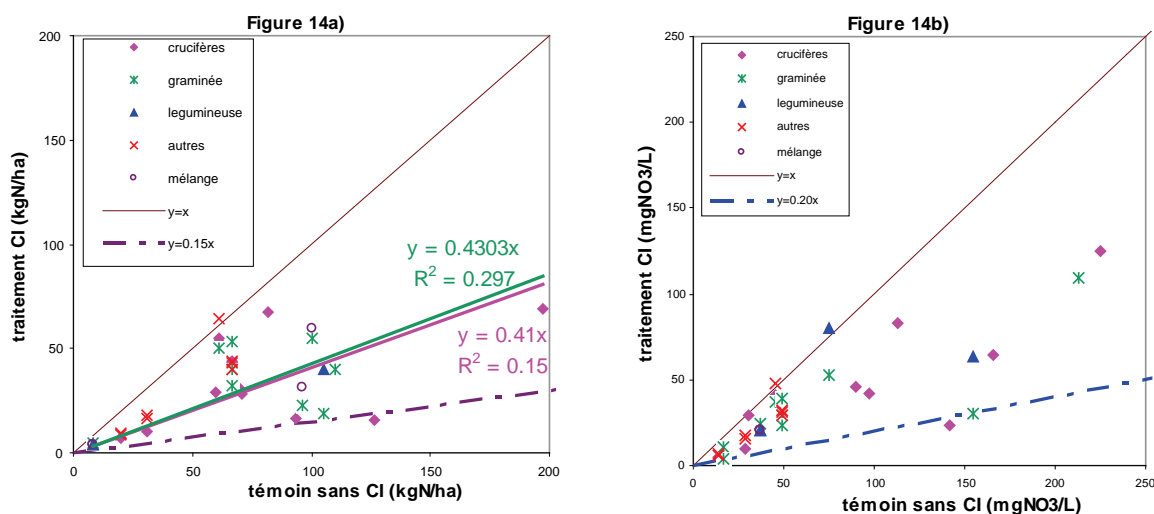 Figure 14a)
200
150
100
50
0
0
50
100
150
200
traitement CI (kgN/ha)
témoin sans CI (kgN/ha)
crucifères
graminée
legumineuse
autres
mélange
y=x
y=0.15x
y = 0.4303x
R2 = 0.297
y = 0.41x
R2 = 0.15
Figure 14b)
250
200
150
100
50
0
0
50
100
150
200
250
traitement CI (mgNO3/L)
témoin sans CI (mgNO3/L)
crucifères
graminée
legumineuse
autres
mélange
y=x
y=0.20x